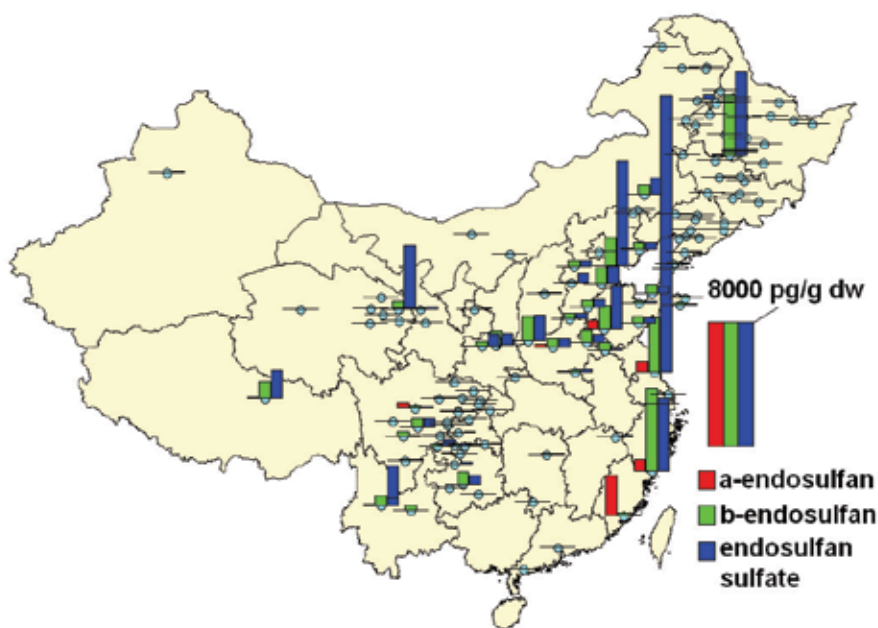 8000 pg/g dw
a-endosulfan
b-endosulfan
endosulfan
sulfate